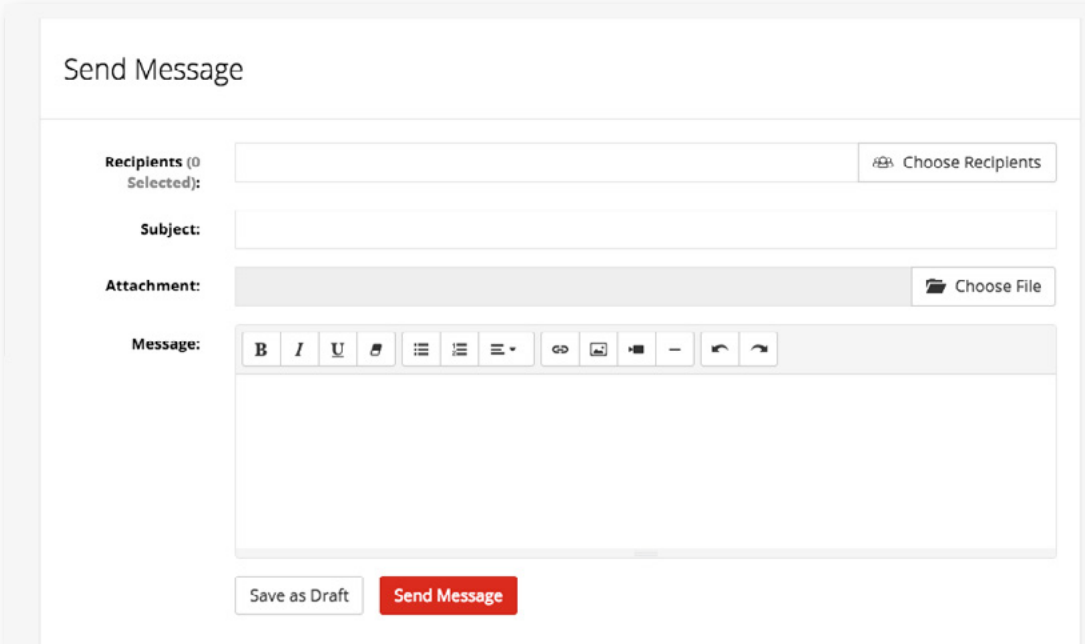 Send Message
Recipients (0
Selected):
Choose Recipients
Subject:
Attachment:
Choose File
Message:
B I U
Save as Draft
Send Message